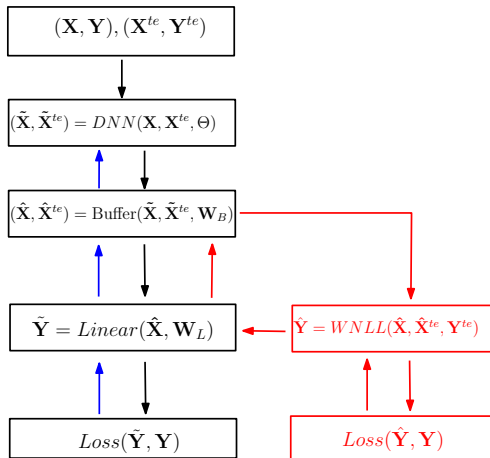 (X, Y), (X^te, Y^te)
(X̃, X̃^te) = DNN(X, X^te, Θ)
(X̂, X̂^te) = Buffer(X̃, X̃^te, W_B)
Ỹ = Linear(X̂, W_L)
Ŷ = WNLL(X̂, X̂^te, Y^te)
Loss(Ỹ, Y)
Loss(Ŷ, Y)